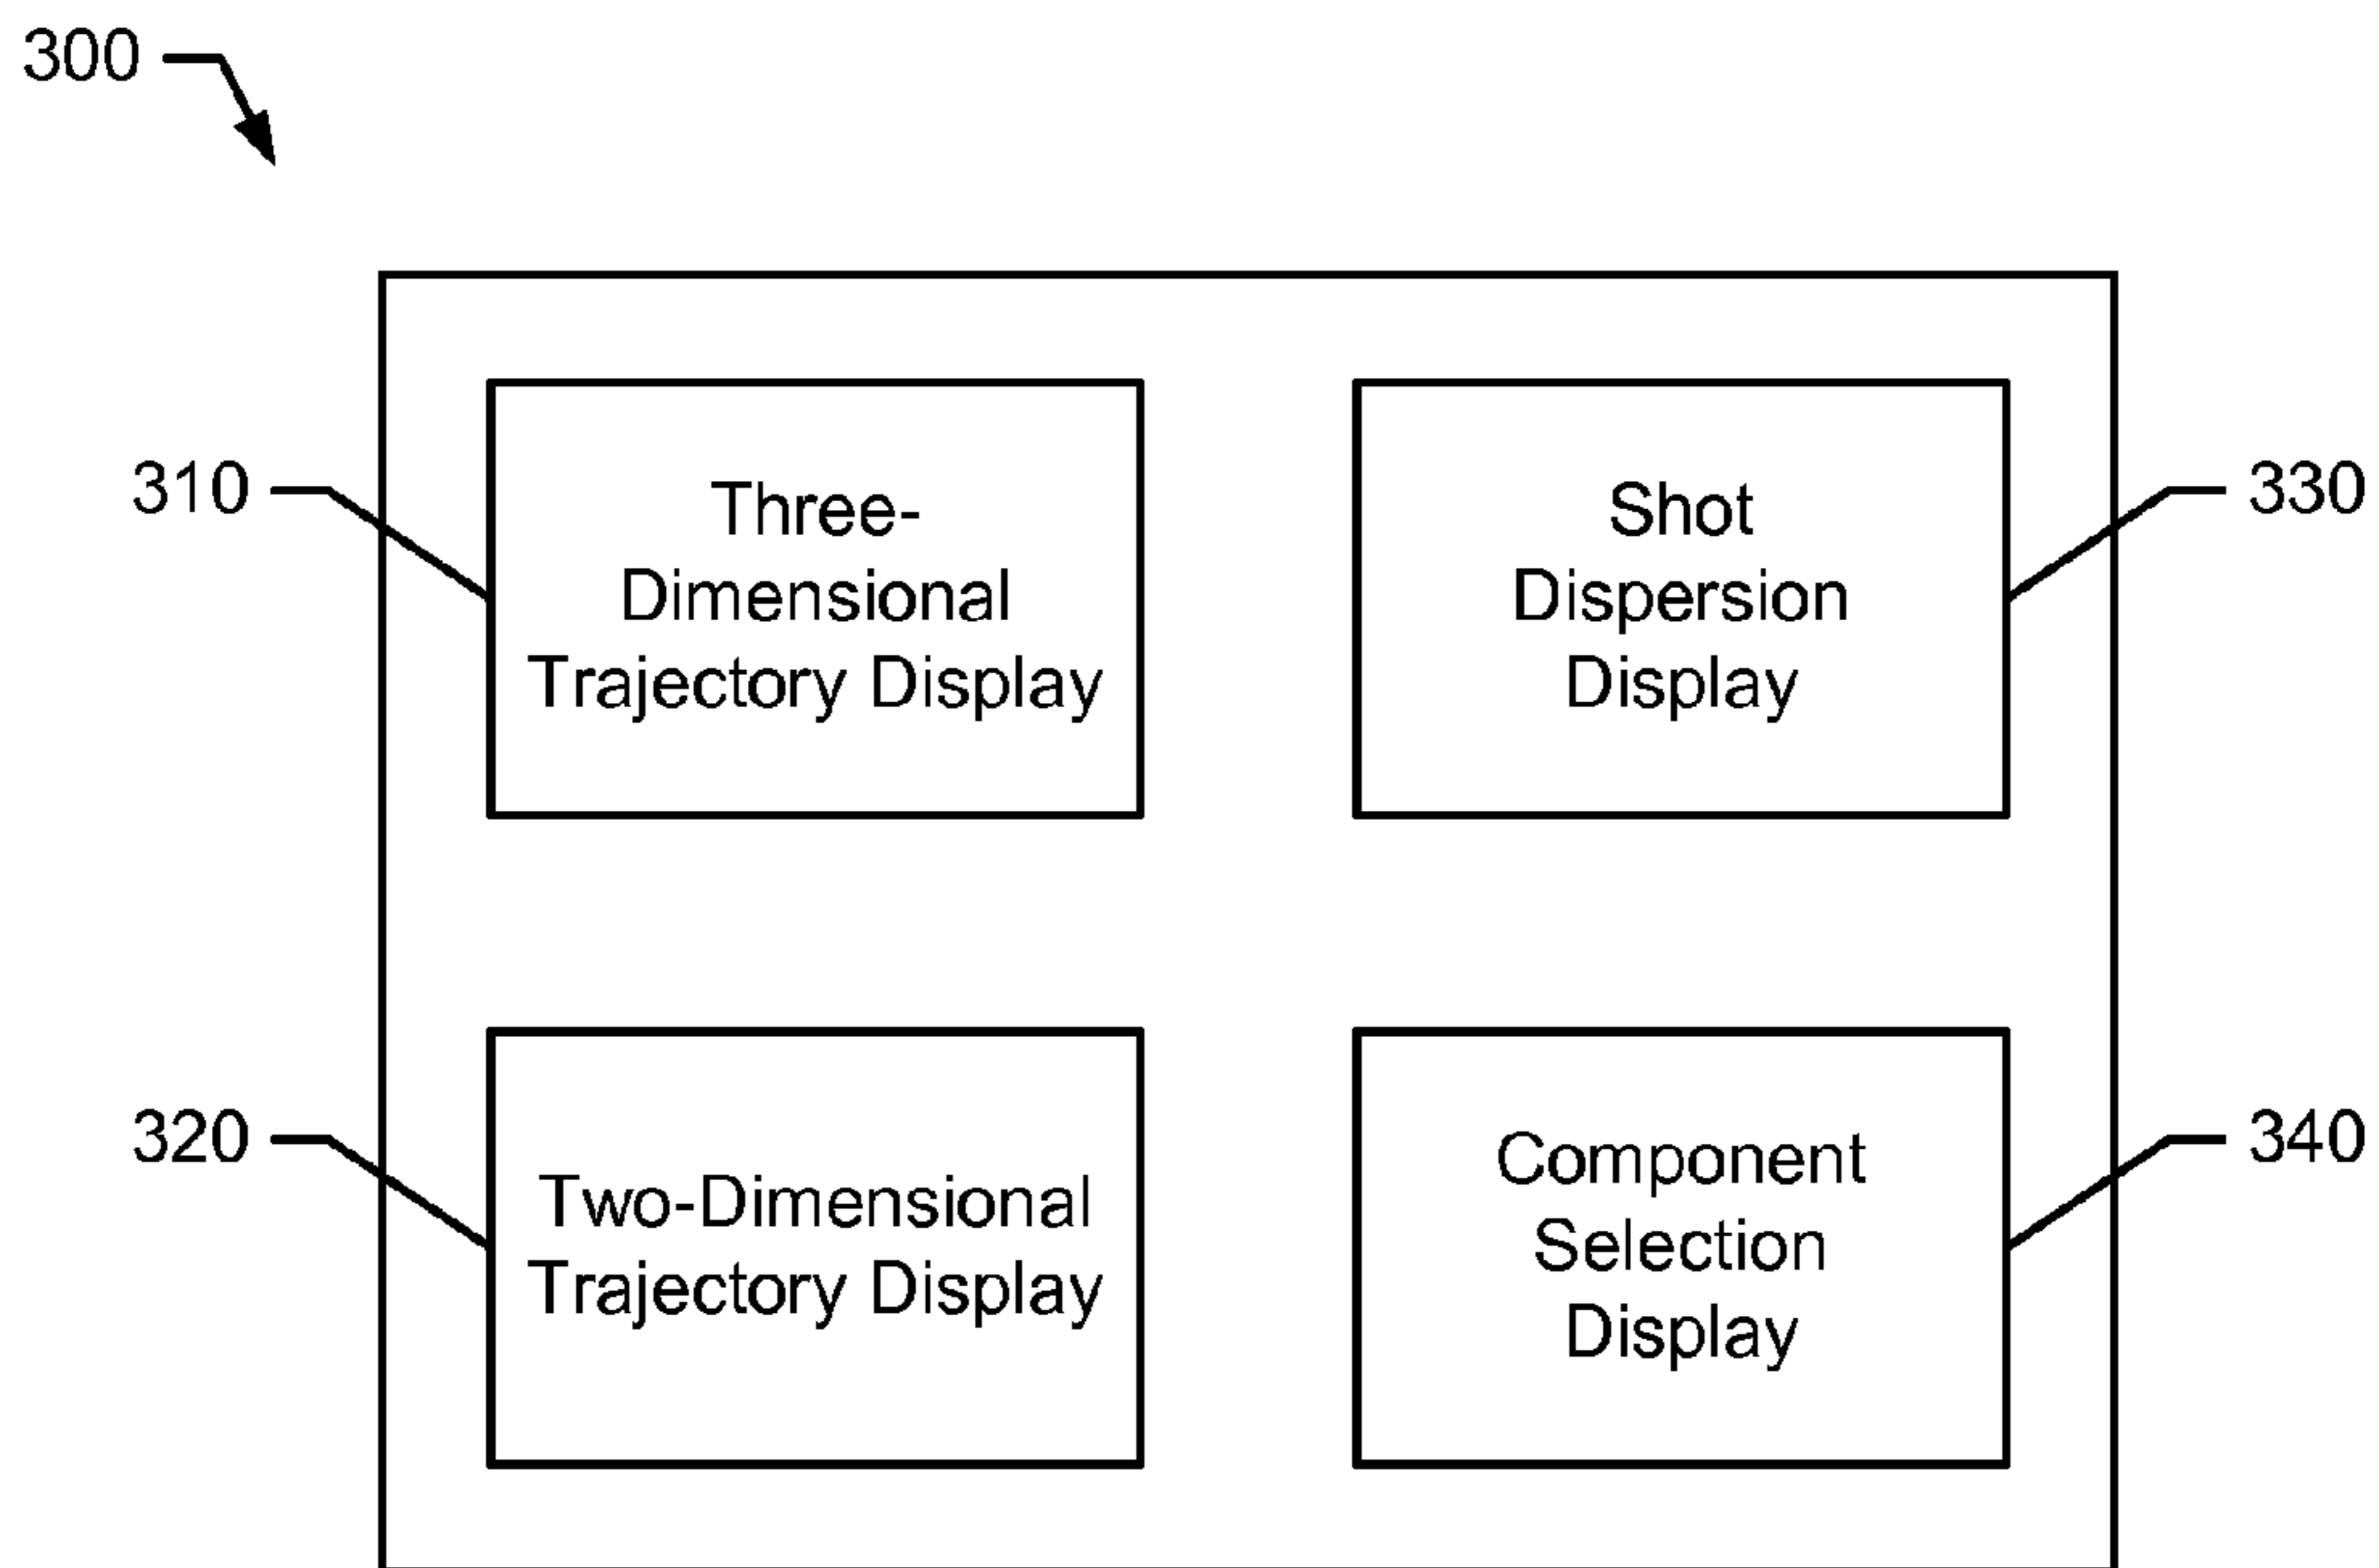 300
310
Three-
Dimensional
Trajectory Display
Shot
Dispersion
Display
330
320
Two-Dimensional
Trajectory Display
Component
Selection
Display
340